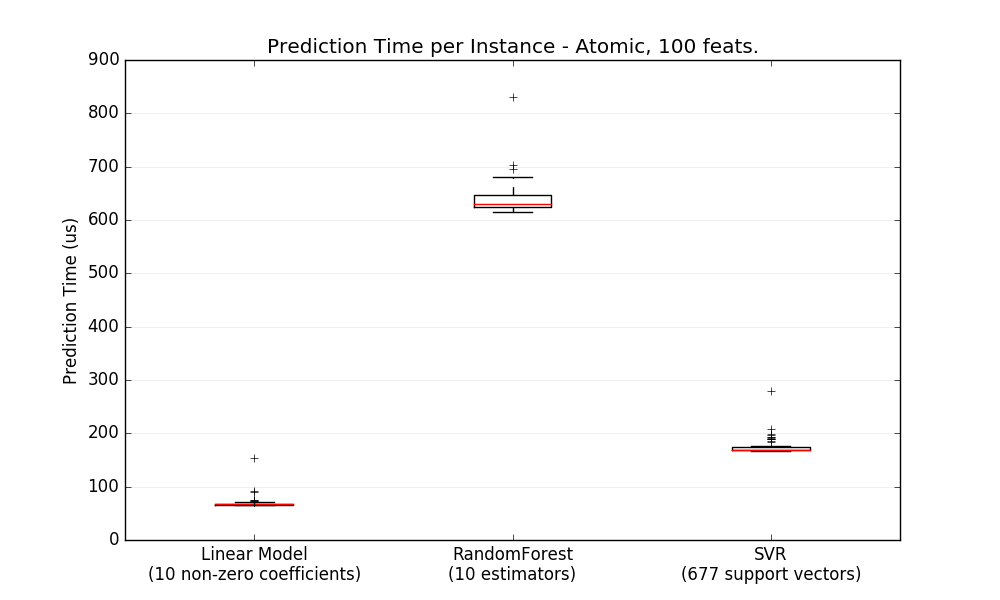 Prediction Time per Instance - Atomic, 100 feats.
900
800
700
600
500
400
300
200
100
0
Prediction Time (us)
Linear Model
(10 non-zero coefficients)
RandomForest
(10 estimators)
SVR
(677 support vectors)